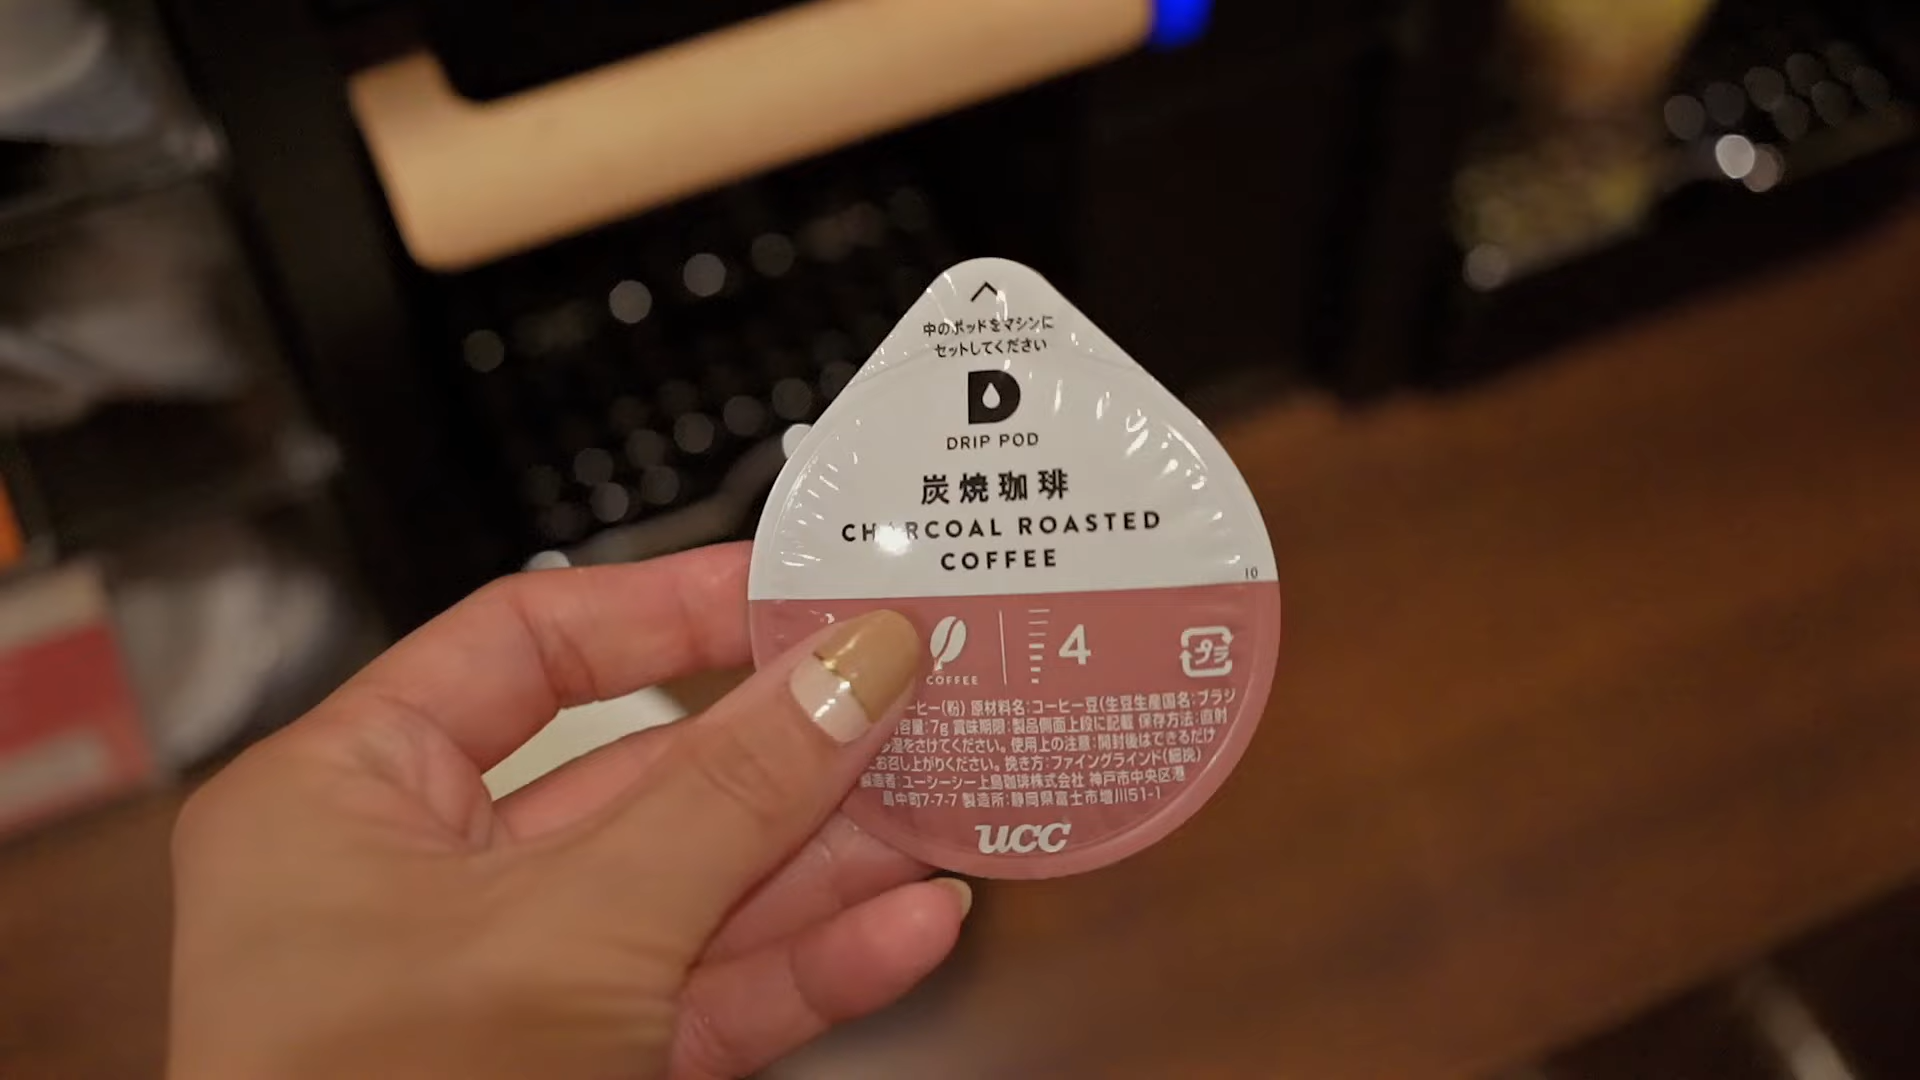 中のポッドをマシンに
セットしてください
D
DRIP POD
炭焼珈琲
CHARCOAL ROASTED
COFFEE
10
COFFEE
4
プラ
ーヒー(粉) 原材料名:コーヒー豆(生豆生産国名:ブラジ
容量:7g 賞味期限:製品側面上段に記載 保存方法:直射
温をさけてください。使用上の注意:開封後はできるだけ
お召し上がりください。挽き方:ファイングラインド(細挽)
製造者:ユーシーシー上島珈琲株式会社 神戸市中央区港
島中町7-7-7 製造所:静岡県富士市増川51-1
UCC